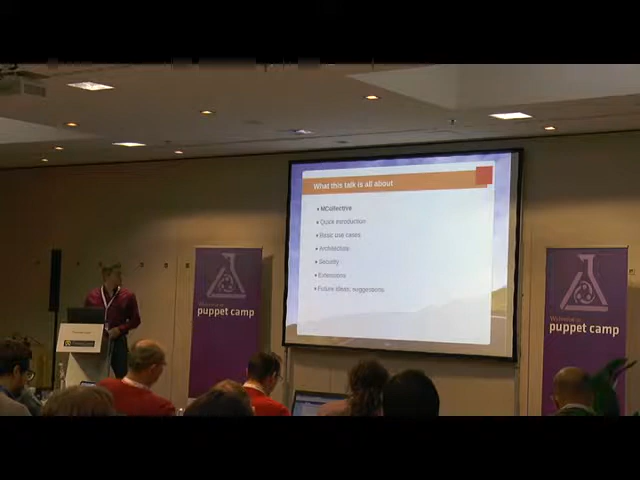 What this talk is all about
MCollective
Quick introduction
Basic use cases
Architecture
Security
Extensions
Future ideas, suggestions
Welcome to
puppet camp
Welcome to
puppet camp